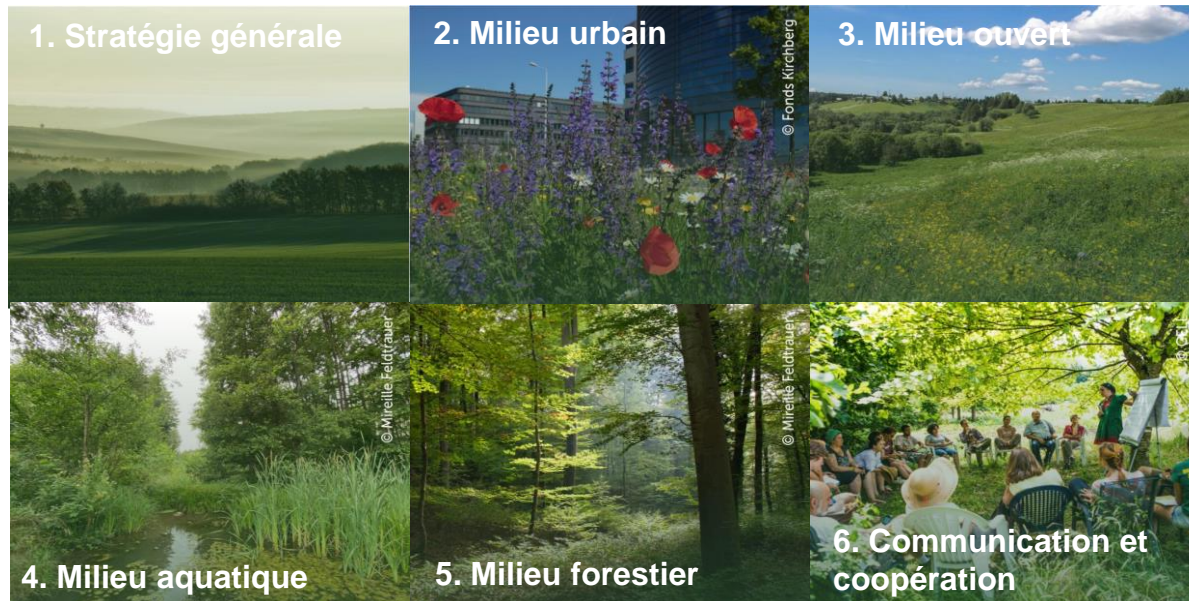 1. Stratégie générale
2. Milieu urbain
© Fonds Kirchberg
3. Milieu ouvert
4. Milieu aquatique
© Mireille Feldtrauer
5. Milieu forestier
© Mireille Feldtrauer
6. Communication et
coopération